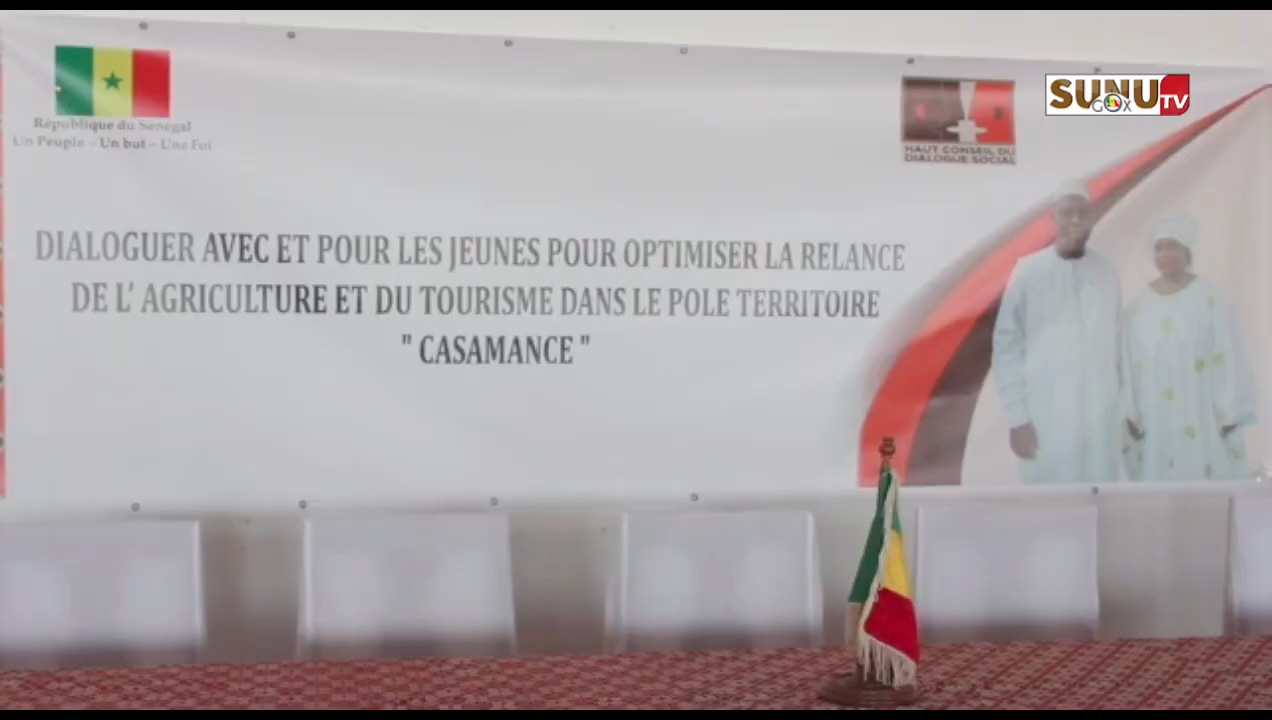 République du Sénégal
Un Peuple – Un but – Une Foi
HAUT CONSEIL DU
DIALOGUE SOCIAL
SUNU
GOX
TV
DIALOGUER AVEC ET POUR LES JEUNES POUR OPTIMISER LA RELANCE
DE L' AGRICULTURE ET DU TOURISME DANS LE POLE TERRITOIRE
" CASAMANCE "